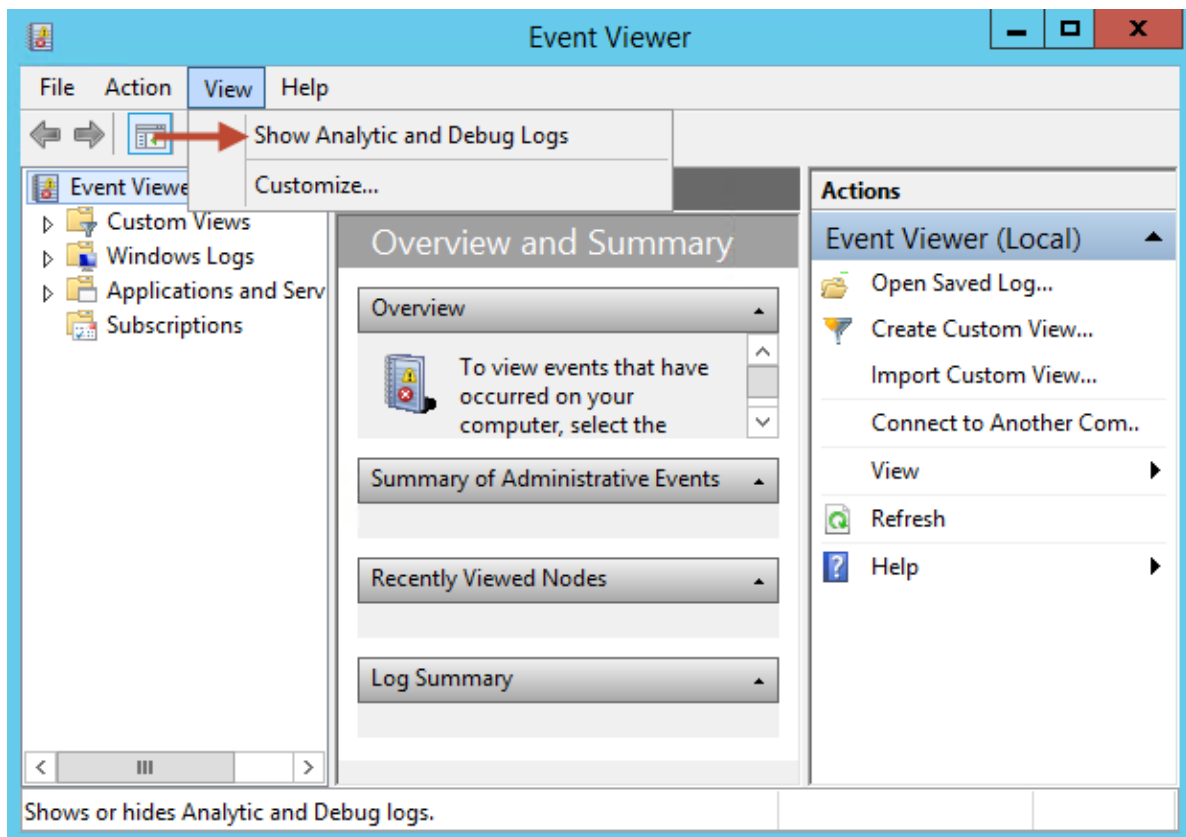 Event Viewer
File Action View Help
Show Analytic and Debug Logs
Customize...
Event Viewe
Custom Views
Windows Logs
Applications and Serv
Subscriptions
Overview and Summary
Overview
To view events that have
occurred on your
computer, select the
Summary of Administrative Events
Recently Viewed Nodes
Log Summary
Actions
Event Viewer (Local)
Open Saved Log...
Create Custom View...
Import Custom View...
Connect to Another Com..
View
Refresh
Help
Shows or hides Analytic and Debug logs.